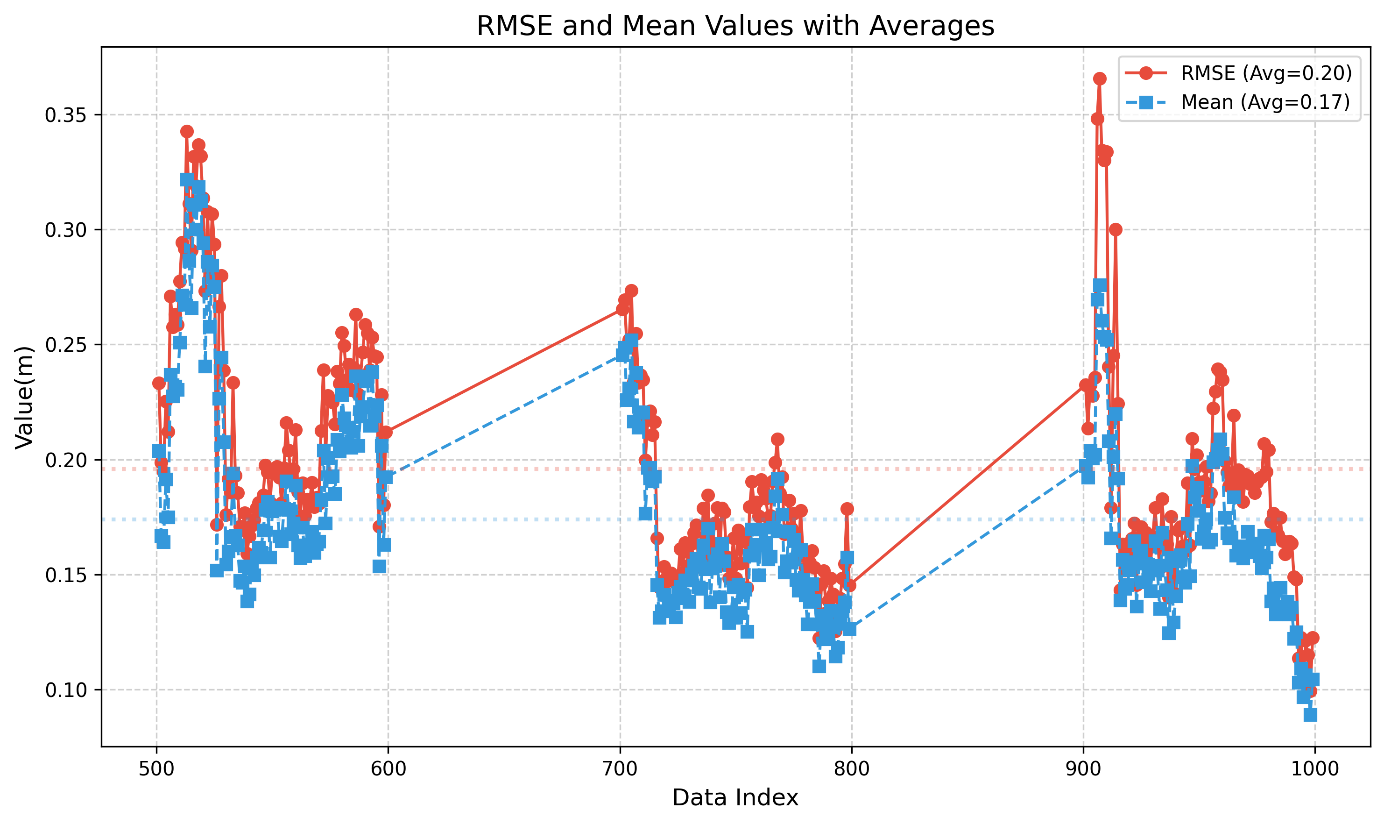 RMSE and Mean Values with Averages
RMSE (Avg=0.20)
Mean (Avg=0.17)
Value(m)
0.35
0.30
0.25
0.20
0.15
0.10
500 600 700 800 900 1000
Data Index